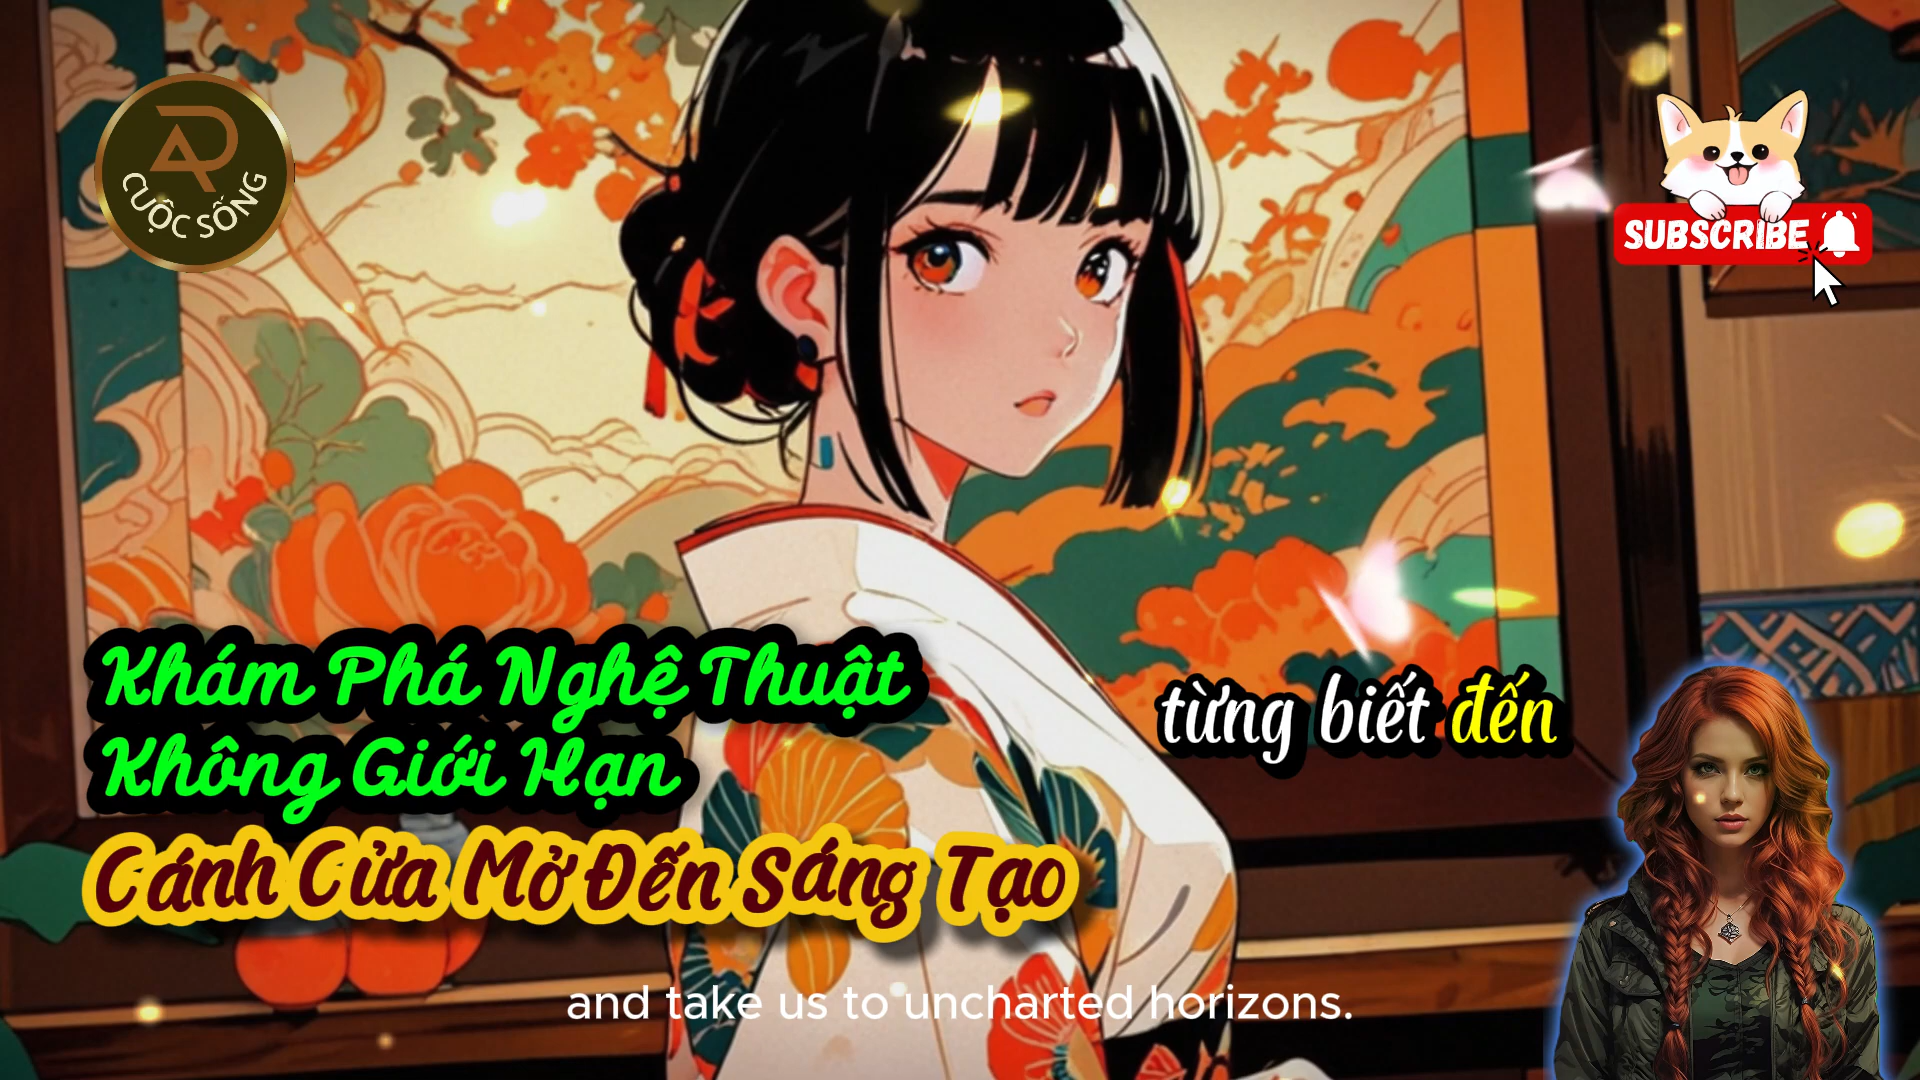 CUỘC SỐNG
SUBSCRIBE
Khám Phá Nghệ Thuật
Không Giới Hạn
từng biết đến
Cánh Cửa Mở Đến Sáng Tạo
and take us to uncharted horizons.